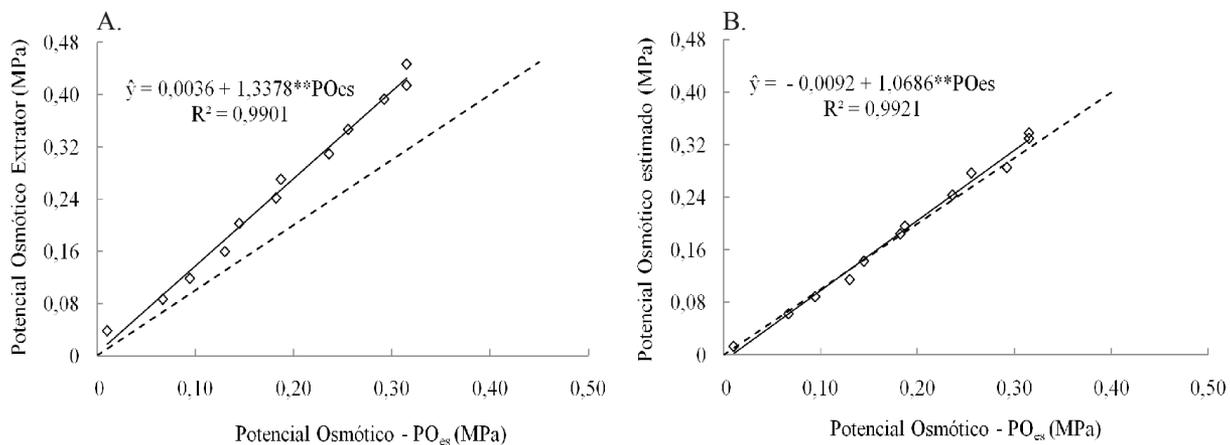 A.
Potencial Osmótico Extrator (MPa)
0,48
0,40
0,32
0,24
0,16
0,08
0
ŷ = 0,0036 + 1,3378**POcs
R² = 0,9901
0 0,10 0,20 0,30 0,40 0,50
Potencial Osmótico - POes (MPa)
B.
Potencial Osmótico estimado (MPa)
0,48
0,40
0,32
0,24
0,16
0,08
0
ŷ = - 0.0092 + 1.0686**POes
R² = 0,9921
0 0,10 0,20 0,30 0,40 0,50
Potencial Osmótico - POes (MPa)